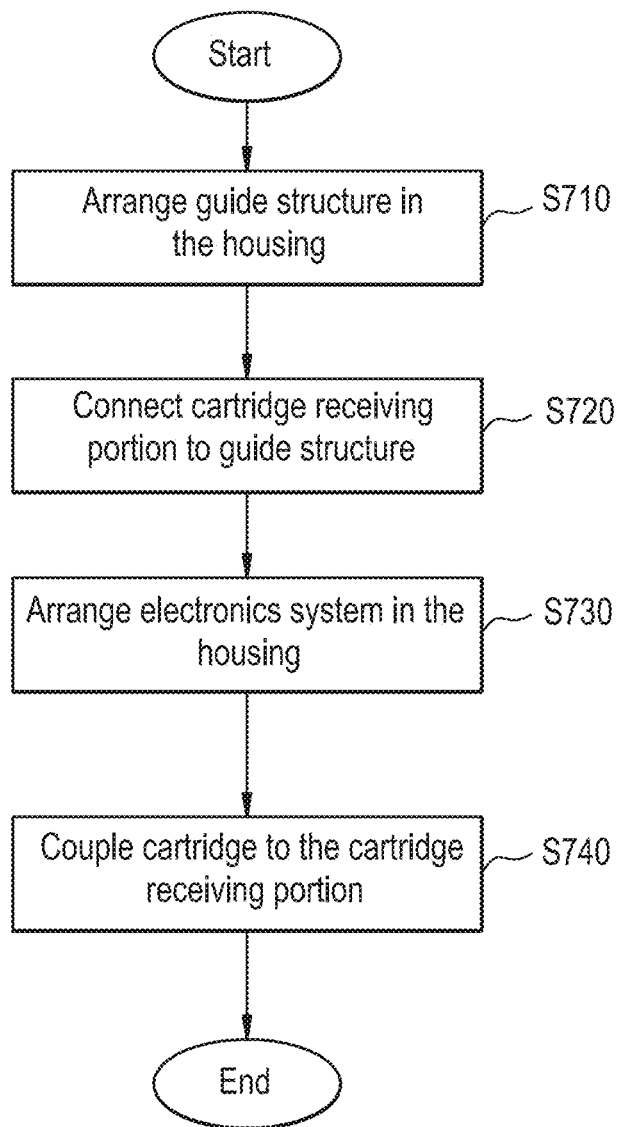 Start
Arrange guide structure in
the housing
S710
Connect cartridge receiving
portion to guide structure
S720
Arrange electronics system in the
housing
S730
Couple cartridge to the cartridge
receiving portion
S740
End